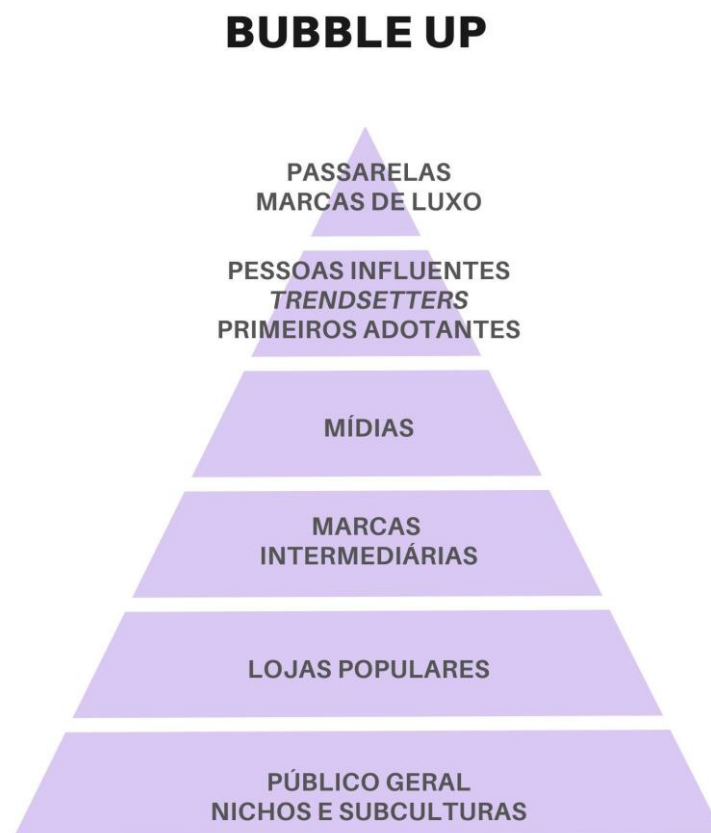 BUBBLE UP
PASSARELAS
MARCAS DE LUXO
PESSOAS INFLUENTES
TRENDSETTERS
PRIMEIROS ADOTANTES
MÍDIAS
MARCAS
INTERMEDIÁRIAS
LOJAS POPULARES
PÚBLICO GERAL
NICHOS E SUBCULTURAS